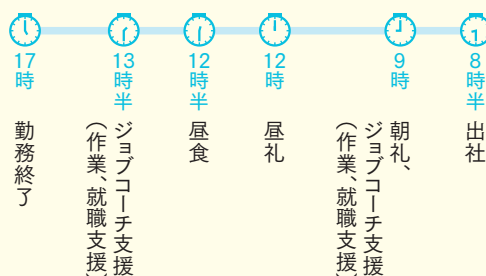 8時半
出社
9時
朝礼、
ジョブコーチ支援
(作業、就職支援)
12時
昼礼
12時半
昼食
13時半
ジョブコーチ支援
(作業、就職支援)
17時
勤務終了